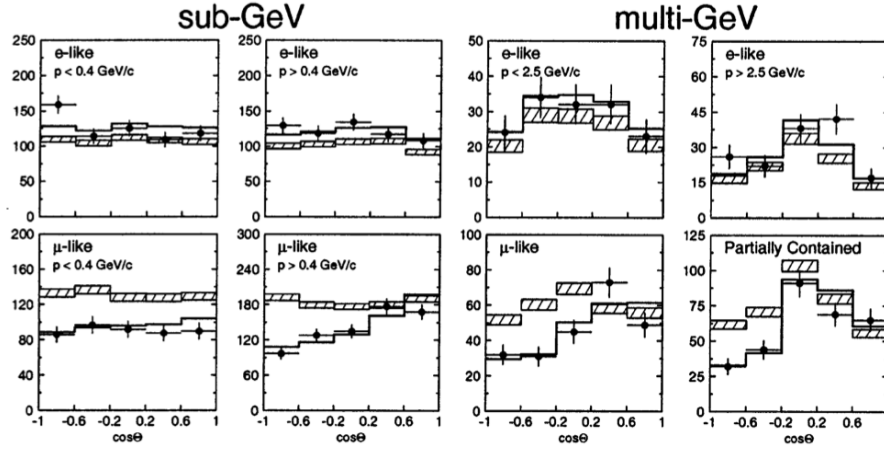 sub-GeV
multi-GeV
250
200
150
100
50
0
e-like
p < 0.4 GeV/c
250
200
150
100
50
0
e-like
p > 0.4 GeV/c
50
40
30
20
10
0
e-like
p < 2.5 GeV/c
75
60
45
30
15
0
e-like
p > 2.5 GeV/c
200
160
120
80
40
0
μ-like
p < 0.4 GeV/c
-1 -0.6 -0.2 0.2 0.6 1
cosΘ
300
240
180
120
60
0
μ-like
p > 0.4 GeV/c
-1 -0.6 -0.2 0.2 0.6 1
cosΘ
100
80
60
40
20
0
μ-like
-1 -0.6 -0.2 0.2 0.6 1
cosΘ
125
100
75
50
25
0
Partially Contained
-1 -0.6 -0.2 0.2 0.6 1
cosΘ